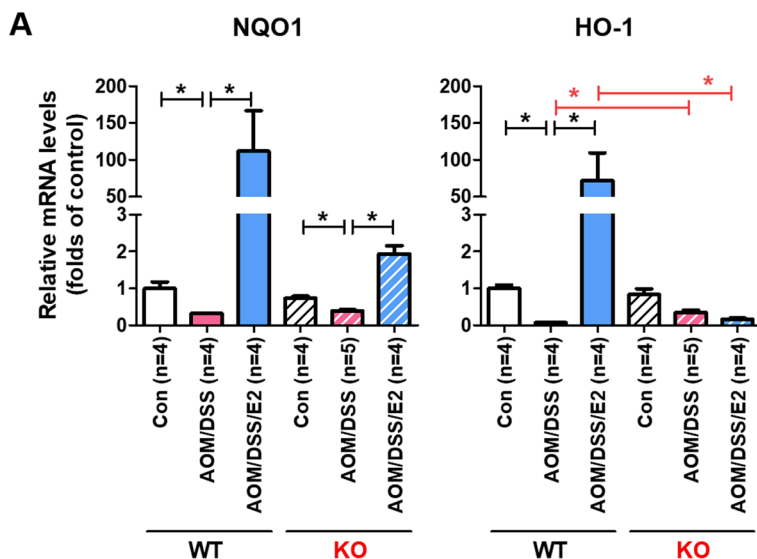 A
NQO1
HO-1
Relative mRNA levels
(folds of control)
200
150
100
50
3
2
1
0
* *
* *
Con (n=4)
AOM/DSS (n=4)
AOM/DSS/E2 (n=4)
Con (n=4)
AOM/DSS (n=5)
AOM/DSS/E2 (n=4)
WT
KO
200
150
100
50
3
2
1
0
* *
* *
Con (n=4)
AOM/DSS (n=4)
AOM/DSS/E2 (n=4)
Con (n=4)
AOM/DSS (n=5)
AOM/DSS/E2 (n=4)
WT
KO